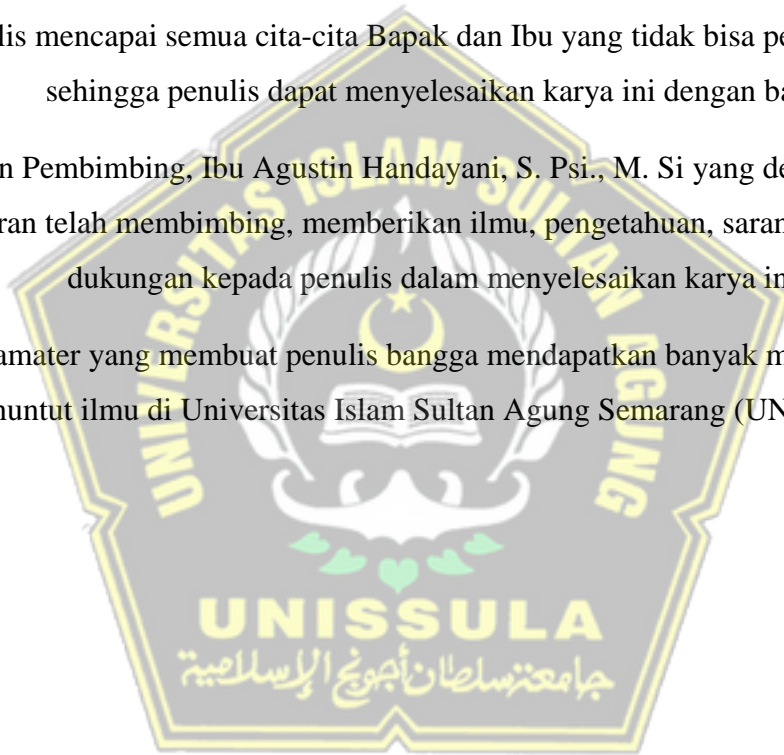 lis mencapai semua cita-cita Bapak dan Ibu yang tidak bisa pe
sehingga penulis dapat menyelesaikan karya ini dengan ba
n Pembimbing, Ibu Agustin Handayani, S. Psi., M. Si yang de
ran telah membimbing, memberikan ilmu, pengetahuan, saran
dukungan kepada penulis dalam menyelesaikan karya in
amater yang membuat penulis bangga mendapatkan banyak m
nuntut ilmu di Universitas Islam Sultan Agung Semarang (UN
UNIVERSITAS ISLAM SULTAN AGUNG
UNISSULA
جامعتنسلطان أجونج الإسلامية